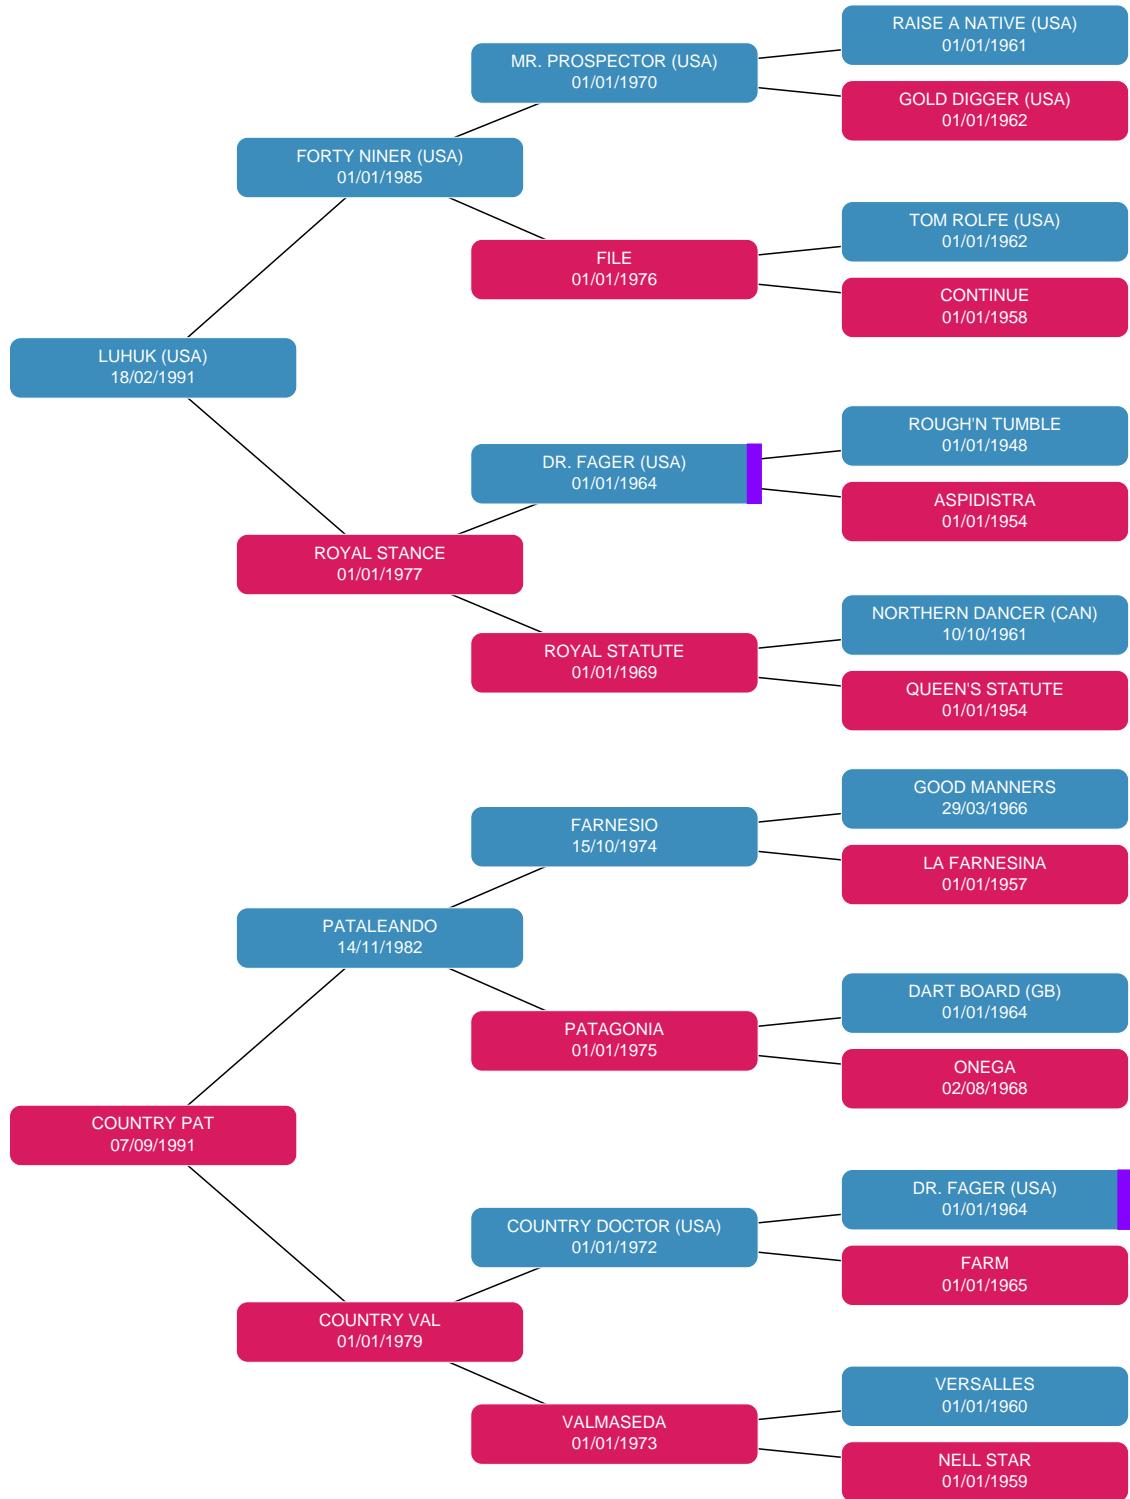 RAISE A NATIVE (USA)
01/01/1961
MR. PROSPECTOR (USA)
01/01/1970
GOLD DIGGER (USA)
01/01/1962
FORTY NINER (USA)
01/01/1985
TOM ROLFE (USA)
01/01/1962
FILE
01/01/1976
CONTINUE
01/01/1958
LUHUK (USA)
18/02/1991
ROUGH'N TUMBLE
01/01/1948
DR. FAGER (USA)
01/01/1964
ASPIDISTRA
01/01/1954
ROYAL STANCE
01/01/1977
NORTHERN DANCER (CAN)
10/10/1961
ROYAL STATUTE
01/01/1969
QUEEN'S STATUTE
01/01/1954
GOOD MANNERS
29/03/1966
FARNESIO
15/10/1974
LA FARNESINA
01/01/1957
PATALEANDO
14/11/1982
DART BOARD (GB)
01/01/1964
PATAGONIA
01/01/1975
ONEGA
02/08/1968
COUNTRY PAT
07/09/1991
DR. FAGER (USA)
01/01/1964
COUNTRY DOCTOR (USA)
01/01/1972
FARM
01/01/1965
COUNTRY VAL
01/01/1979
VERSALLES
01/01/1960
VALMASEDA
01/01/1973
NELL STAR
01/01/1959